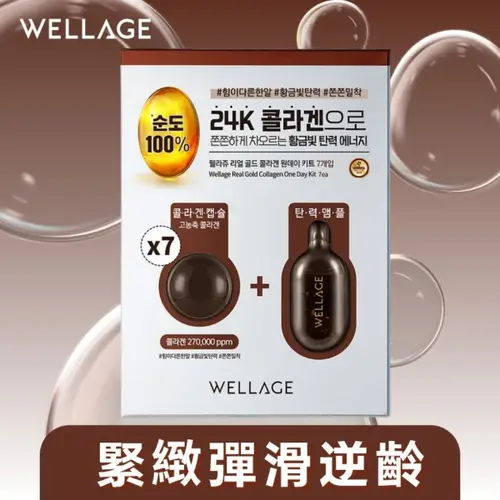 WELLAGE
#힘이다른한알 #황금빛탄력 #쫀쫀밀착
순도
100%
24K 콜라겐으로
쫀쫀하게 차오르는 황금빛 탄력 에너지
웰라쥬 리얼 골드 콜라겐 원데이 키트 7개입
Wellage Real Gold Collagen One Day Kit 7ea
콜·라·겐·캡·슐
고농축 콜라겐
탄·력·앰·플
x7
+
WELLAGE
콜라겐 270,000 ppm
#힘이다른한알 #황금빛탄력 #쫀쫀밀착
WELLAGE
緊緻彈滑逆齡